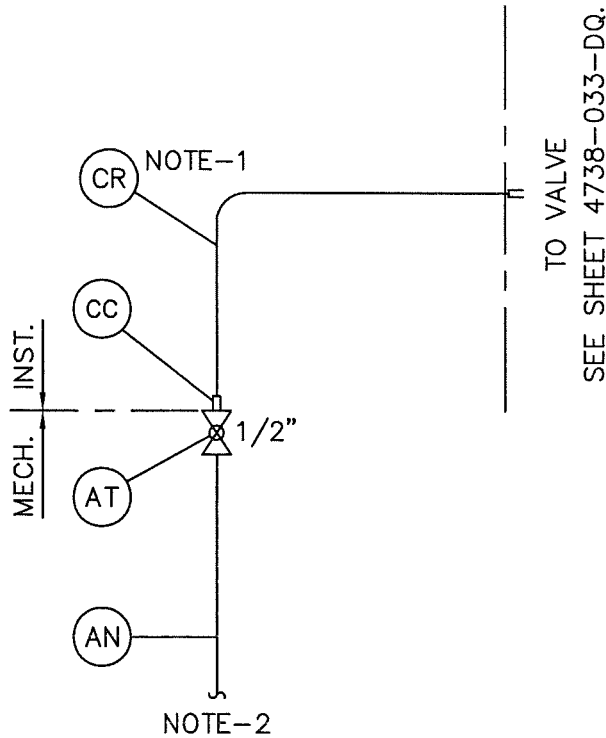 CR
NOTE-1
CC
MECH.
INST.
1/2"
AT
AN
NOTE-2
TO VALVE
SEE SHEET 4738-033-DQ.